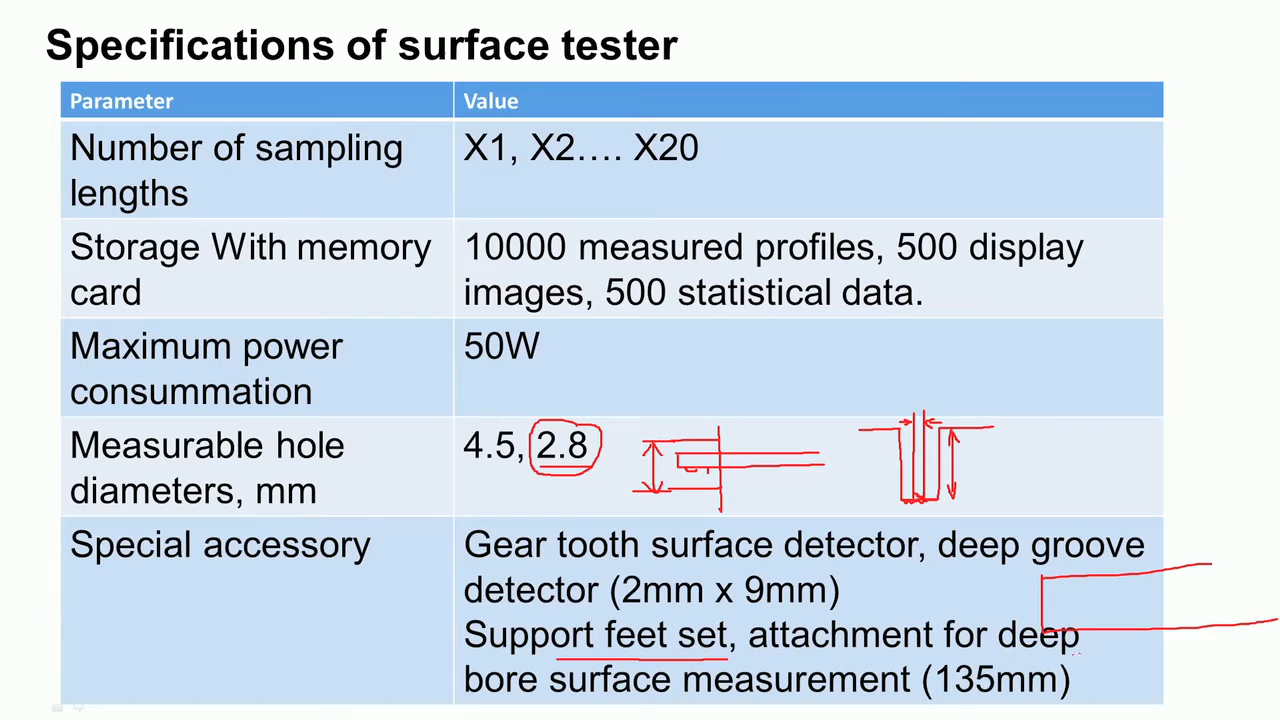 Specifications of surface tester
Parameter Value
Number of sampling lengths X1, X2…. X20
Storage With memory card 10000 measured profiles, 500 display images, 500 statistical data.
Maximum power consummation 50W
Measurable hole diameters, mm 4.5, 2.8
Special accessory Gear tooth surface detector, deep groove detector (2mm x 9mm)
Support feet set, attachment for deep bore surface measurement (135mm)